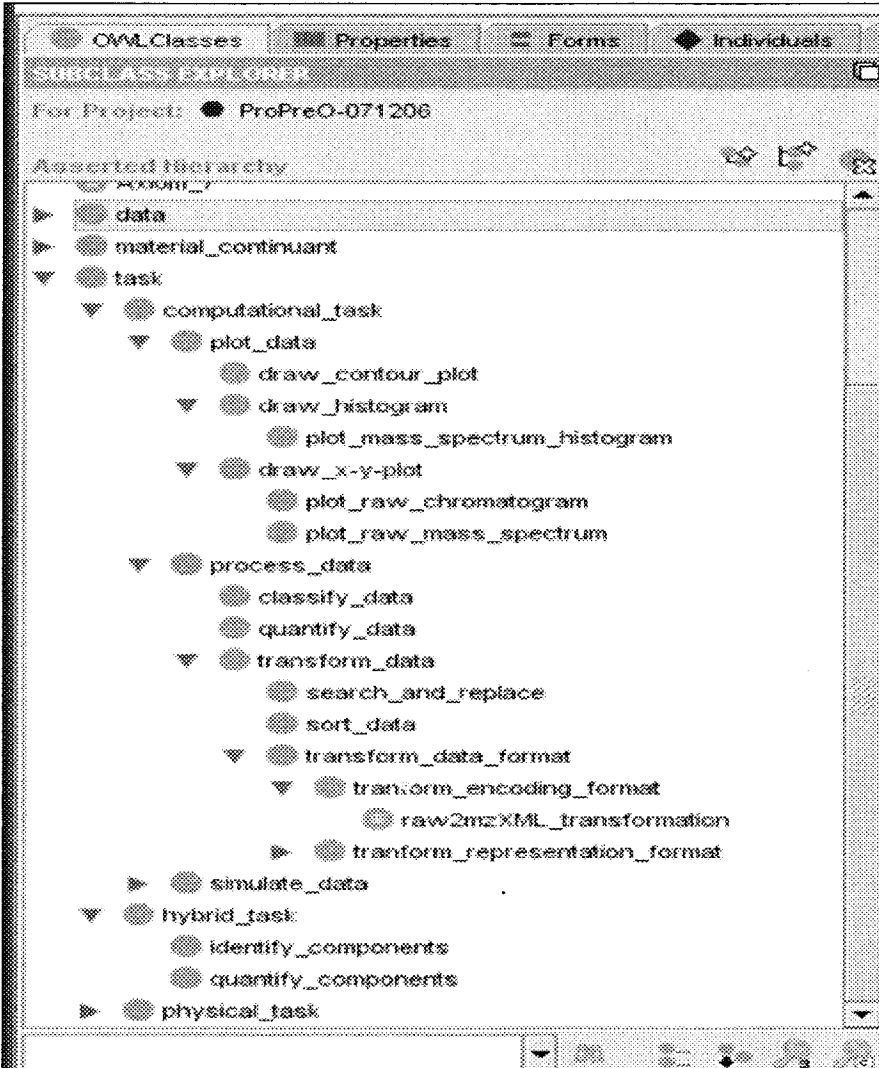 OWLClasses Properties Forms Individuals
SUBCLASS EXPLORER
For Project: ProPreO-071206
Asserted Hierarchy
Axiom_7
data
material_continuant
task
computational_task
plot_data
draw_contour_plot
draw_histogram
plot_mass_spectrum_histogram
draw_x-y-plot
plot_raw_chromatogram
plot_raw_mass_spectrum
process_data
classify_data
quantify_data
transform_data
search_and_replace
sort_data
transform_data_format
tranform_encoding_format
raw2mzXML_transformation
tranform_representation_format
simulate_data
hybrid_task
identify_components
quantify_components
physical_task